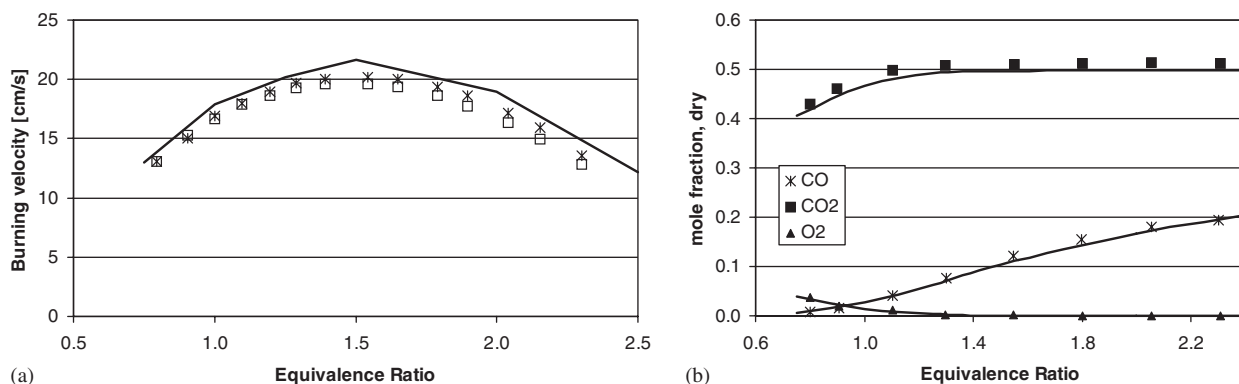 25
20
15
10
5
0
0.5 1.0 1.5 2.0 2.5
Burning velocity [cm/s]
Equivalence Ratio
(a)
0.6
0.5
0.4
0.3
0.2
0.1
0.0
0.6 1.0 1.4 1.8 2.2
mole fraction, dry
CO
CO2
O2
Equivalence Ratio
(b)